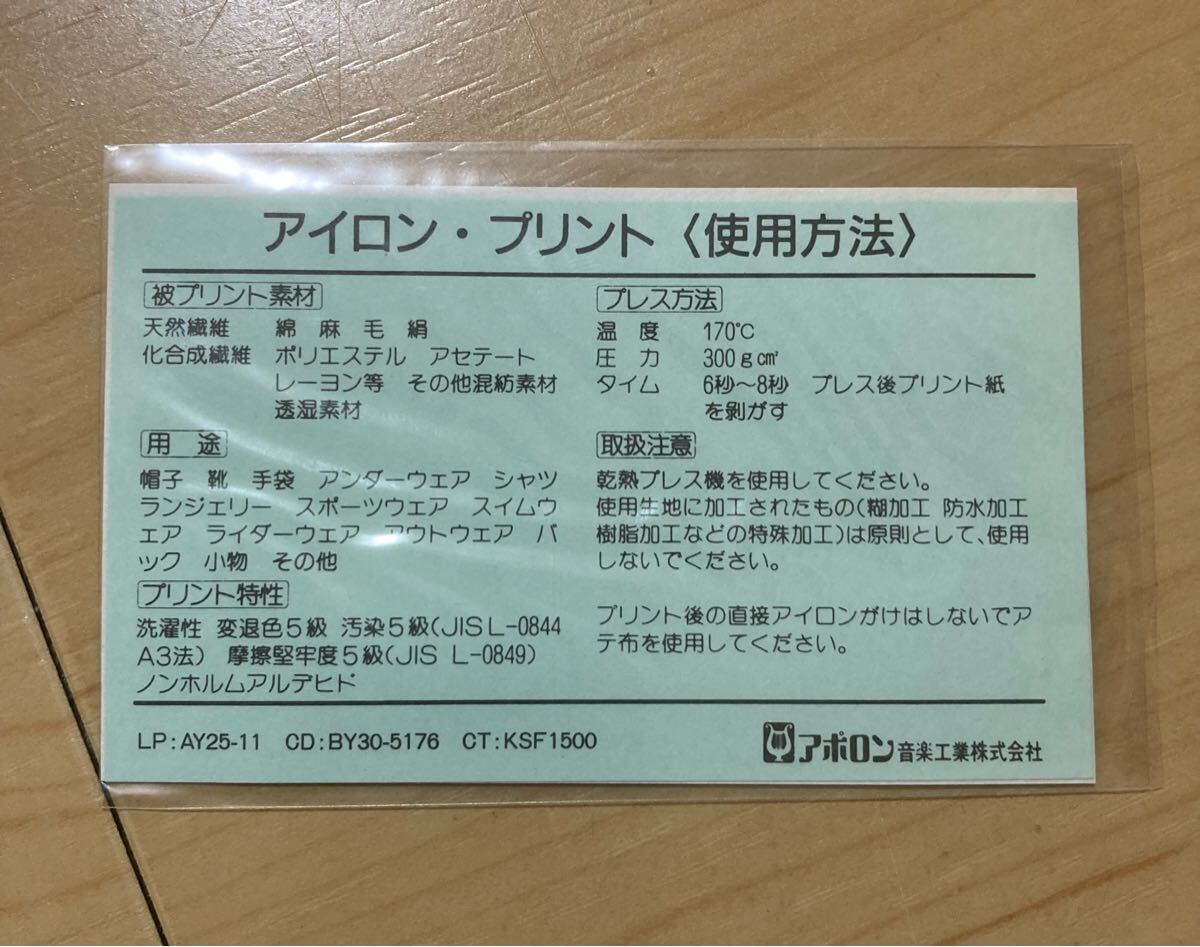 アイロン・プリント〈使用方法〉
被プリント素材
天然繊維 綿 麻 毛 絹
化合成繊維 ポリエステル アセテート
レーヨン等 その他混紡素材
透湿素材
用途
帽子 靴 手袋 アンダーウェア シャツ
ランジェリー スポーツウェア スイムウ
ェア ライダーウェア アウトウェア バ
ック 小物 その他
プリント特性
洗濯性 変退色5級 汚染5級(JIS L-0844
A3法) 摩擦堅牢度5級(JIS L-0849)
ノンホルムアルデヒド
プレス方法
温度 170℃
圧力 300g㎠
タイム 6秒〜8秒 プレス後プリント紙
を剥がす
取扱注意
乾熱プレス機を使用してください。
使用生地に加工されたもの(糊加工 防水加工
樹脂加工などの特殊加工)は原則として、使用
しないでください。
プリント後の直接アイロンがけはしないでア
テ布を使用してください。
LP:AY25-11 CD:BY30-5176 CT:KSF1500
アポロン音楽工業株式会社